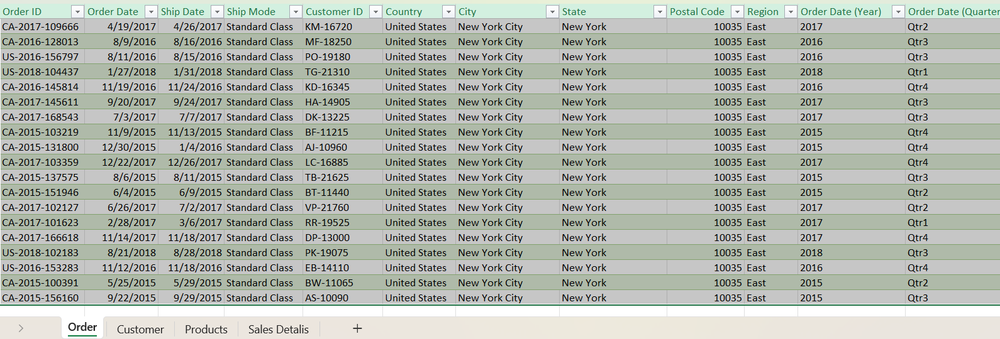 Order ID Order Date Ship Date Ship Mode Customer ID Country City State Postal Code Region Order Date (Year) Order Date (Quarter
CA-2017-109666 4/19/2017 4/26/2017 Standard Class KM-16720 United States New York City New York 10035 East 2017 Qtr2
CA-2016-128013 8/9/2016 8/16/2016 Standard Class MF-18250 United States New York City New York 10035 East 2016 Qtr3
US-2016-156797 8/11/2016 8/15/2016 Standard Class PO-19180 United States New York City New York 10035 East 2016 Qtr3
US-2018-104437 1/27/2018 1/31/2018 Standard Class TG-21310 United States New York City New York 10035 East 2018 Qtr1
CA-2016-145814 11/19/2016 11/24/2016 Standard Class KD-16345 United States New York City New York 10035 East 2016 Qtr4
CA-2017-145611 9/20/2017 9/24/2017 Standard Class HA-14905 United States New York City New York 10035 East 2017 Qtr3
CA-2017-168543 7/3/2017 7/7/2017 Standard Class DK-13225 United States New York City New York 10035 East 2017 Qtr3
CA-2015-103219 11/9/2015 11/13/2015 Standard Class BF-11215 United States New York City New York 10035 East 2015 Qtr4
CA-2015-131800 12/30/2015 1/4/2016 Standard Class AJ-10960 United States New York City New York 10035 East 2015 Qtr4
CA-2017-103359 12/22/2017 12/26/2017 Standard Class LC-16885 United States New York City New York 10035 East 2017 Qtr4
CA-2015-137575 8/6/2015 8/11/2015 Standard Class TB-21625 United States New York City New York 10035 East 2015 Qtr3
CA-2015-151946 6/4/2015 6/9/2015 Standard Class BT-11440 United States New York City New York 10035 East 2015 Qtr2
CA-2017-102127 6/26/2017 7/2/2017 Standard Class VP-21760 United States New York City New York 10035 East 2017 Qtr2
CA-2017-101623 2/28/2017 3/6/2017 Standard Class RR-19525 United States New York City New York 10035 East 2017 Qtr1
CA-2017-166618 11/14/2017 11/18/2017 Standard Class DP-13000 United States New York City New York 10035 East 2017 Qtr4
US-2018-102183 8/21/2018 8/28/2018 Standard Class PK-19075 United States New York City New York 10035 East 2018 Qtr3
US-2016-153283 11/12/2016 11/18/2016 Standard Class EB-14110 United States New York City New York 10035 East 2016 Qtr4
CA-2015-100391 5/25/2015 5/29/2015 Standard Class BW-11065 United States New York City New York 10035 East 2015 Qtr2
CA-2015-156160 9/22/2015 9/29/2015 Standard Class AS-10090 United States New York City New York 10035 East 2015 Qtr3
Order Customer Products Sales Detalis